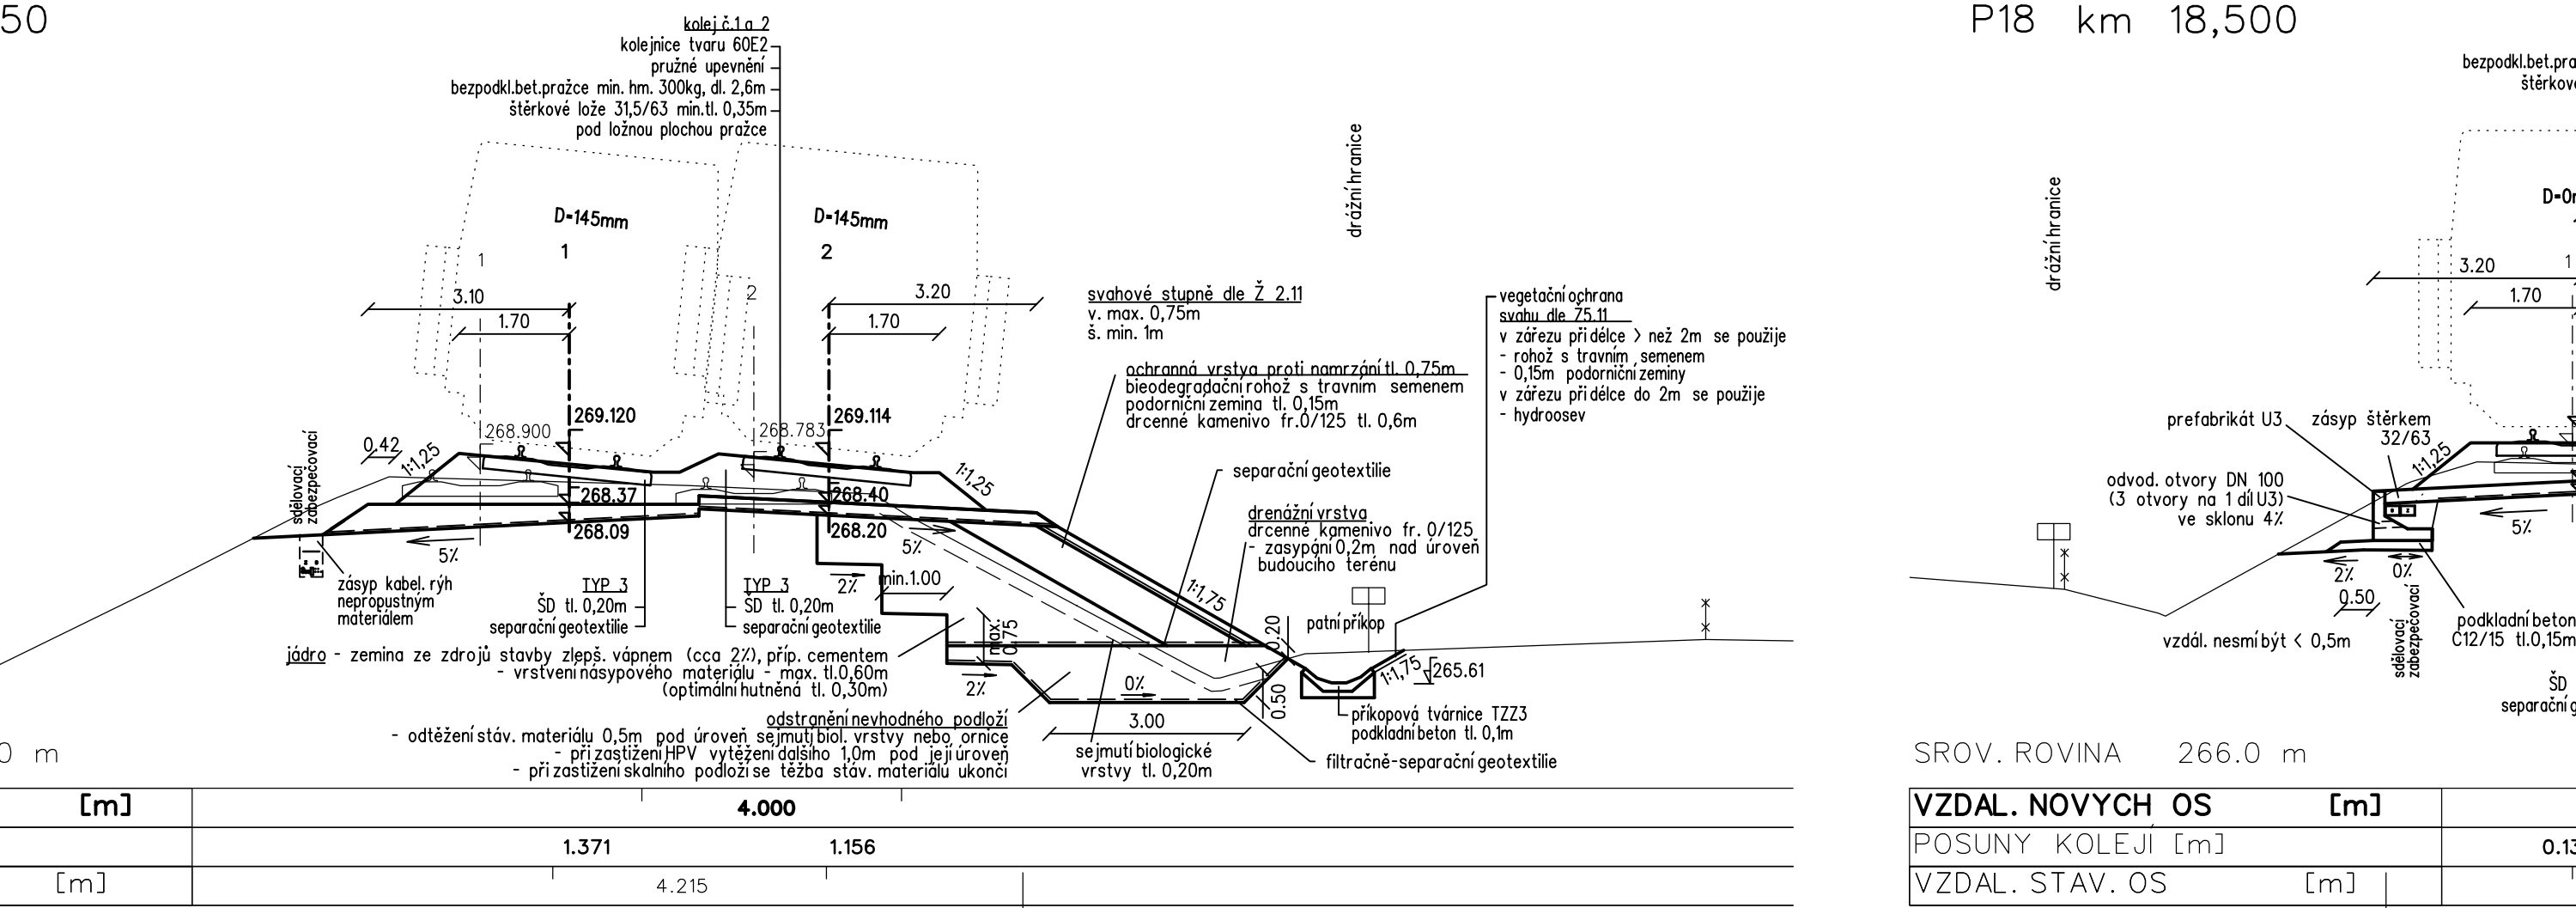 50
P18 km 18,500
kolej č.1 a 2
kolejnice tvaru 60E2
pružné upevnění
bezpodkl.bet.pražce min. hm. 300kg, dl. 2,6m
štěrkové lože 31,5/63 min.tl. 0,35m
pod ložnou plochou pražce
D=145mm
1
1
D=145mm
2
2
3.10
1.70
3.20
1.70
drážní hranice
269.120
268.900
269.114
268.783
268.37
268.09
268.40
268.20
0.42
1:1,25
1:1,25
sdělovací
zabezpečovací
5%
5%
2%
min.1.00
max.
0.75
2%
0%
3.00
0.50
0.20
1:1,75
1:1,75
265.61
svahové stupně dle Ž 2.11
v. max. 0,75m
š. min. 1m
ochranná vrstva proti namrzání tl. 0,75m
bieodegradační rohož s travním semenem
podorniční zemina tl. 0,15m
drcenné kamenivo fr.0/125 tl. 0,6m
separační geotextilie
drenážní vrstva
drcenné kamenivo fr. 0/125
- zasypání 0,2m nad úroveň
budoucího terénu
vegetační ochrana
svahu dle Z5.11
v zářezu při délce > než 2m se použije
- rohož s travním semenem
- 0,15m podorniční zeminy
v zářezu při délce do 2m se použije
- hydroosev
patní příkop
příkopová tvárnice TZZ3
podkladní beton tl. 0,1m
filtračně-separační geotextilie
sejmutí biologické
vrstvy tl. 0,20m
zásyp kabel. rýh
nepropustným
materiálem
TYP 3
ŠD tl. 0,20m
separační geotextilie
TYP 3
ŠD tl. 0,20m
separační geotextilie
jádro - zemina ze zdrojů stavby zlepš. vápnem (cca 2%), příp. cementem
- vrstvení násypového materiálu - max. tl.0,60m
(optimální hutněná tl. 0,30m)
odstranění nevhodného podloží
- odtěžení stáv. materiálu 0,5m pod úroveň sejmutí biol. vrstvy nebo ornice
- při zastižení HPV vytěžení dalšího 1,0m pod její úroveň
- při zastižení skalního podloží se těžba stáv. materiálu ukončí
0 m
[m]
4.000
1.371
1.156
[m]
4.215
bezpodkl.bet.pra
štěrkov
drážní hranice
D=0
3.20
1
1.70
prefabrikát U3
zásyp štěrkem
32/63
1:1,25
odvod. otvory DN 100
(3 otvory na 1 díl U3)
ve sklonu 4%
5%
2%
0%
0.50
vzdál. nesmí být < 0,5m
sdělovací
zabezpečovací
podkladní beton
C12/15 tl.0,15m
ŠD
separační g
SROV. ROVINA 266.0 m
VZDAL. NOVYCH OS [m]
POSUNY KOLEJÍ [m]
0.13
VZDAL. STAV. OS [m]